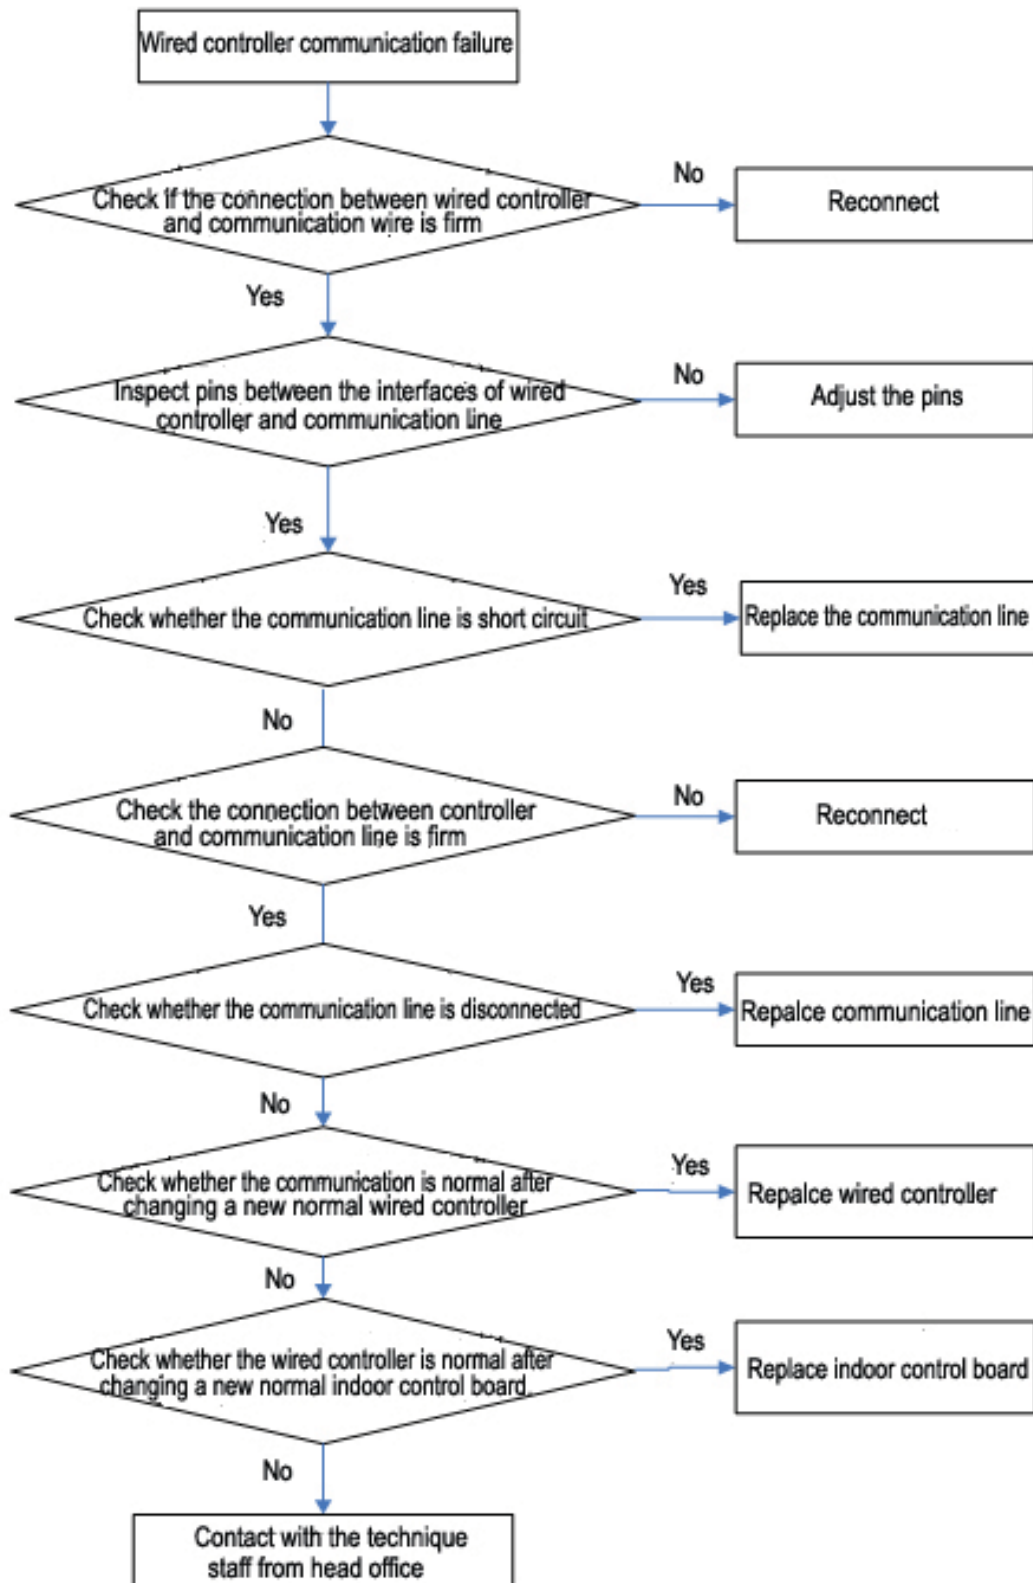 Wired controller communication failure
No
Check if the connection between wired controller
and communication wire is firm
Reconnect
Yes
Inspect pins between the interfaces of wired
controller and communication line
No
Adjust the pins
Yes
Check whether the communication line is short circuit
Yes
Replace the communication line
No
Check the connection between controller
and communication line is firm
No
Reconnect
Yes
Check whether the communication line is disconnected
Yes
Repalce communication line
No
Check whether the communication is normal after
changing a new normal wired controller
Yes
Repalce wired controller
No
Check whether the wired controller is normal after
changing a new normal indoor control board.
Yes
Replace indoor control board
No
Contact with the technique
staff from head office